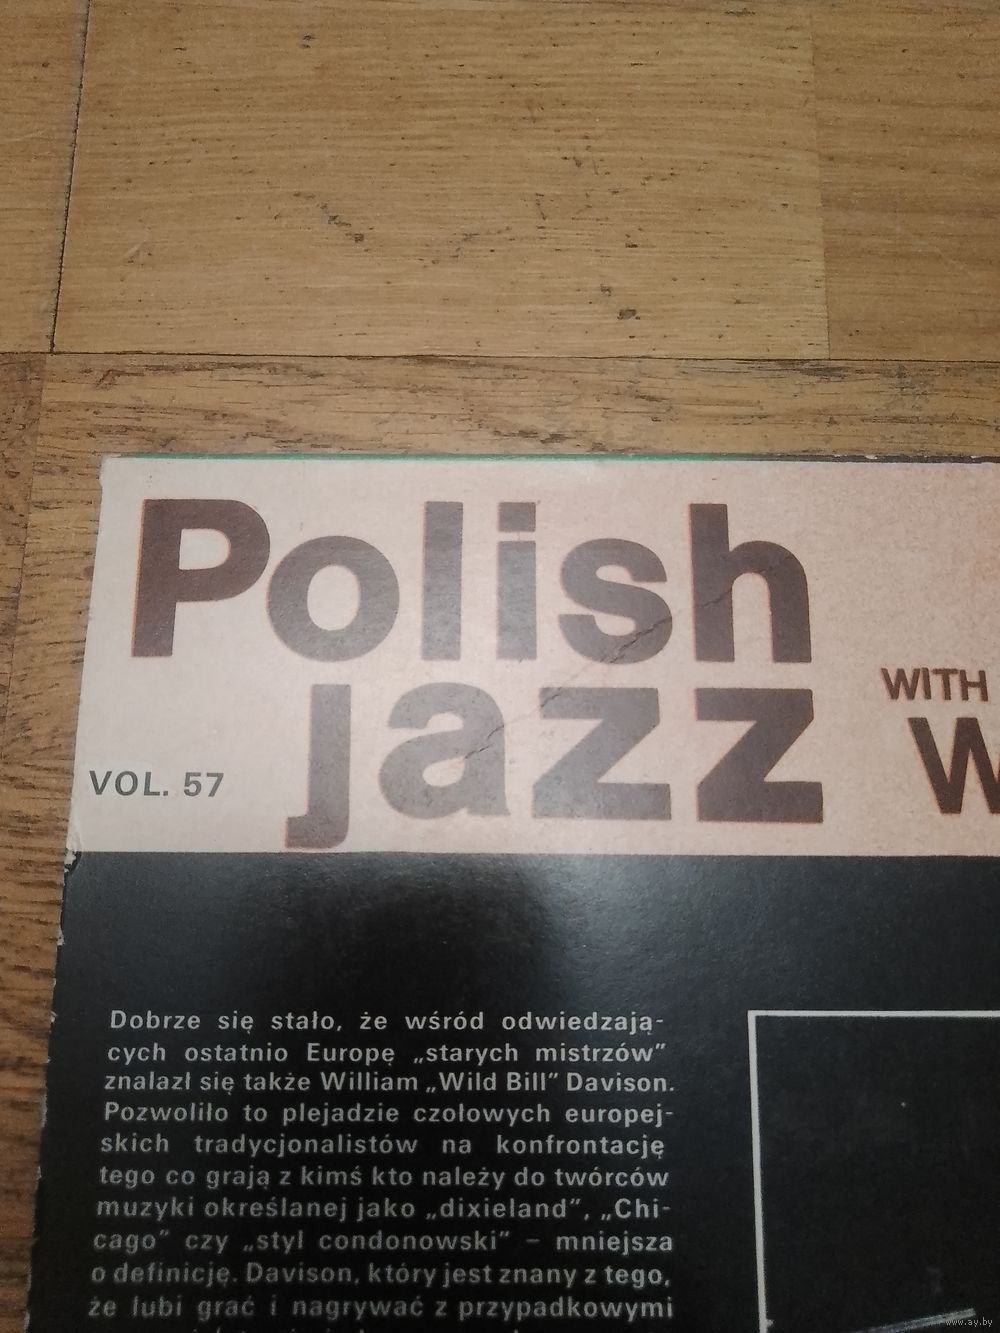 Polish
jazz
WITH
W
VOL. 57
Dobrze się stało, że wśród odwiedzają-
cych ostatnio Europę „starych mistrzów”
znalazł się także William „Wild Bill” Davison.
Pozwoliło to plejadzie czołowych europej-
skich tradycjonalistów na konfrontację
tego co grają z kimś kto należy do twórców
muzyki określanej jako „dixieland”, „Chi-
cago” czy „styl condonowski” – mniejsza
o definicję. Davison, który jest znany z tego,
że lubi grać i nagrywać z przypadkowymi
www.ay.by